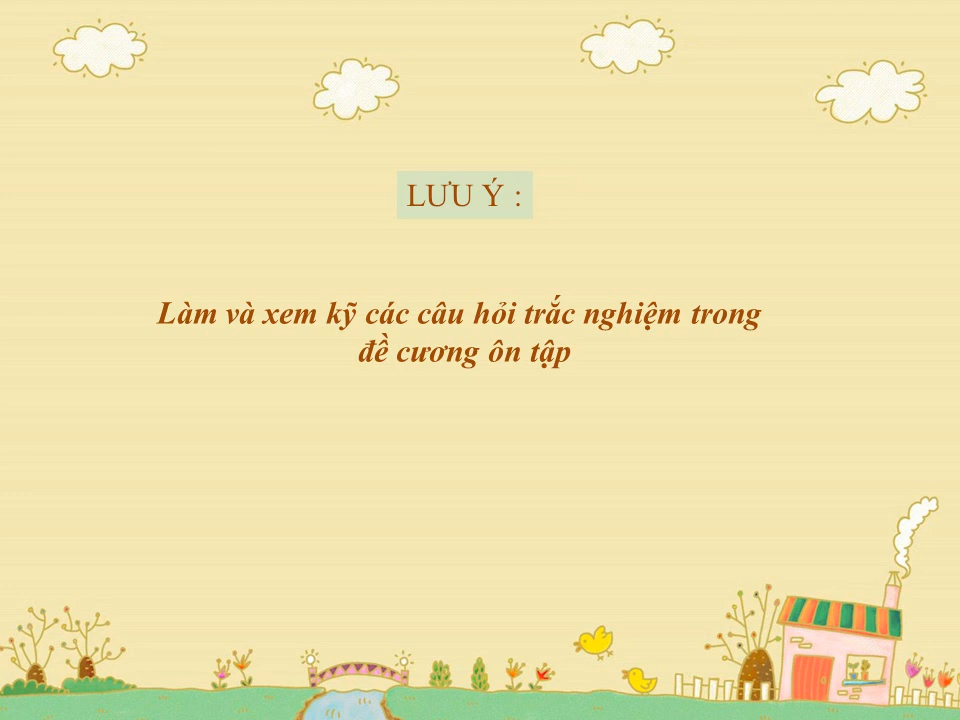 LƯU Ý :
Làm và xem kỹ các câu hỏi trắc nghiệm trong
đề cương ôn tập